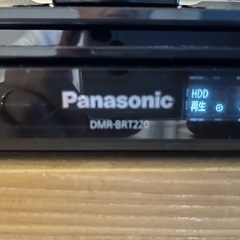 Panasonic
DMR-BRT220
HDD
再生